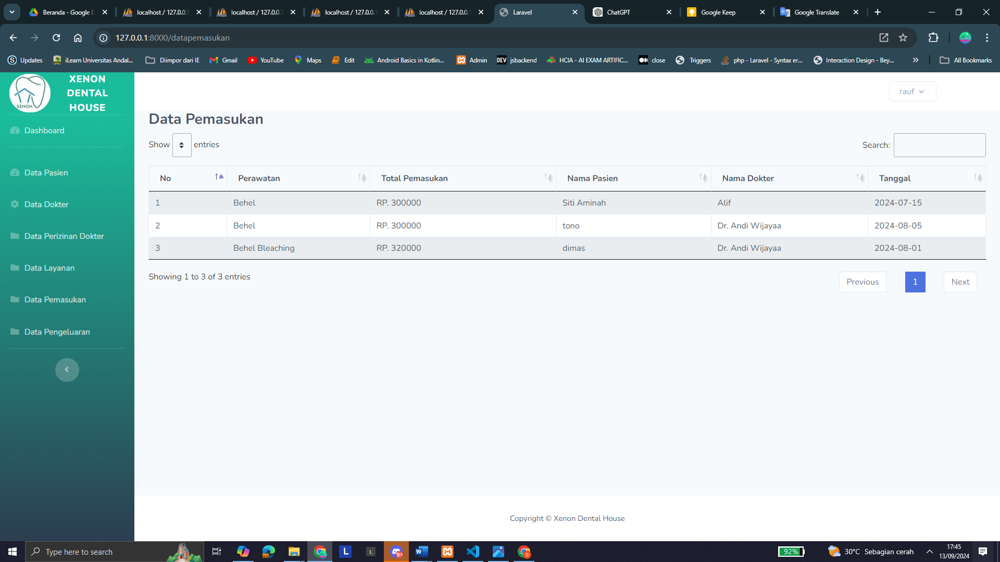 Beranda - Google D
localhost / 127.0.0.1
localhost / 127.0.0.1
localhost / 127.0.0.1
localhost / 127.0.0.1
Laravel
ChatGPT
Google Keep
Google Translate
127.0.0.1:8000/datapemasukan
Updates
iLearn Universitas Andal...
Diimpor dari IE
Gmail
YouTube
Maps
Edit
Android Basics in Kotlin...
Admin
DEV jsbackend
HCIA - AI EXAM ARTIFIC...
close
Triggers
php - Laravel - Syntax er...
Interaction Design - Bey...
All Bookmarks
XENON
XENON
DENTAL
HOUSE
rauf
Dashboard
Data Pasien
Data Dokter
Data Perizinan Dokter
Data Layanan
Data Pemasukan
Data Pengeluaran
Data Pemasukan
Show entries
Search:
No Perawatan Total Pemasukan Nama Pasien Nama Dokter Tanggal
1 Behel RP. 300000 Siti Aminah Alif 2024-07-15
2 Behel RP. 300000 tono Dr. Andi Wijayaa 2024-08-05
3 Behel Bleaching RP. 320000 dimas Dr. Andi Wijayaa 2024-08-01
Showing 1 to 3 of 3 entries
Previous 1 Next
Copyright © Xenon Dental House
Type here to search
L
L
9+
D
92%
30°C Sebagian cerah
17:45
13/09/2024